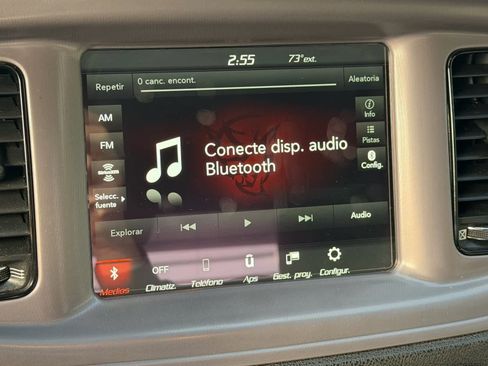 2:55 73°ext.
Repetir 0 canc. encont. Aleatoria
AM
FM
SiriusXM
Selecc.
fuente
Info
Pistas
Config.
Conecte disp. audio
Bluetooth
Explorar Audio
Medios
OFF
Climatiz.
Teléfono
Aps
Gest. proy.
Configur.